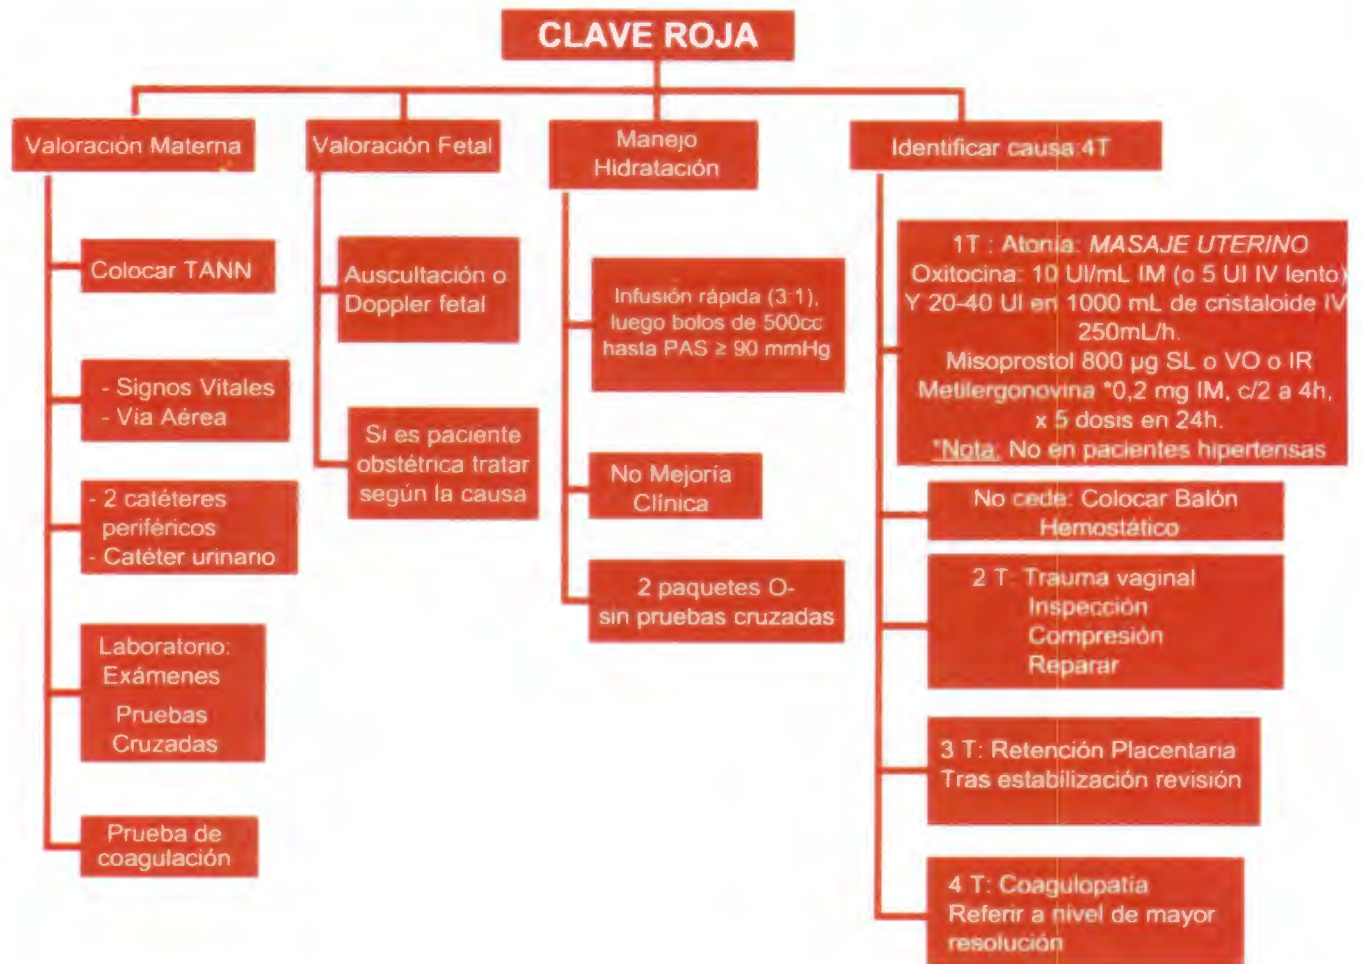 CLAVE ROJA
Valoración Materna
Colocar TANN
- Signos Vitales
- Vía Aérea
- 2 catéteres
periféricos
- Catéter urinario
Laboratorio:
Exámenes
Pruebas
Cruzadas
Prueba de
coagulación
Valoración Fetal
Auscultación o
Doppler fetal
Si es paciente
obstétrica tratar
según la causa
Manejo
Hidratación
Infusión rápida (3:1),
luego bolos de 500cc
hasta PAS ≥ 90 mmHg
No Mejoría
Clínica
2 paquetes O-
sin pruebas cruzadas
Identificar causa:4T
1T : Atonía: MASAJE UTERINO
Oxitocina: 10 UI/mL IM (o 5 UI IV lento)
Y 20-40 UI en 1000 mL de cristaloide IV
250mL/h.
Misoprostol 800 µg SL o VO o IR
Metilergonovina *0,2 mg IM, c/2 a 4h,
x 5 dosis en 24h.
*Nota: No en pacientes hipertensas
No cede: Colocar Balón
Hemostático
2 T: Trauma vaginal
Inspección
Compresión
Reparar
3 T: Retención Placentaria
Tras estabilización revisión
4 T: Coagulopatía
Referir a nivel de mayor
resolución